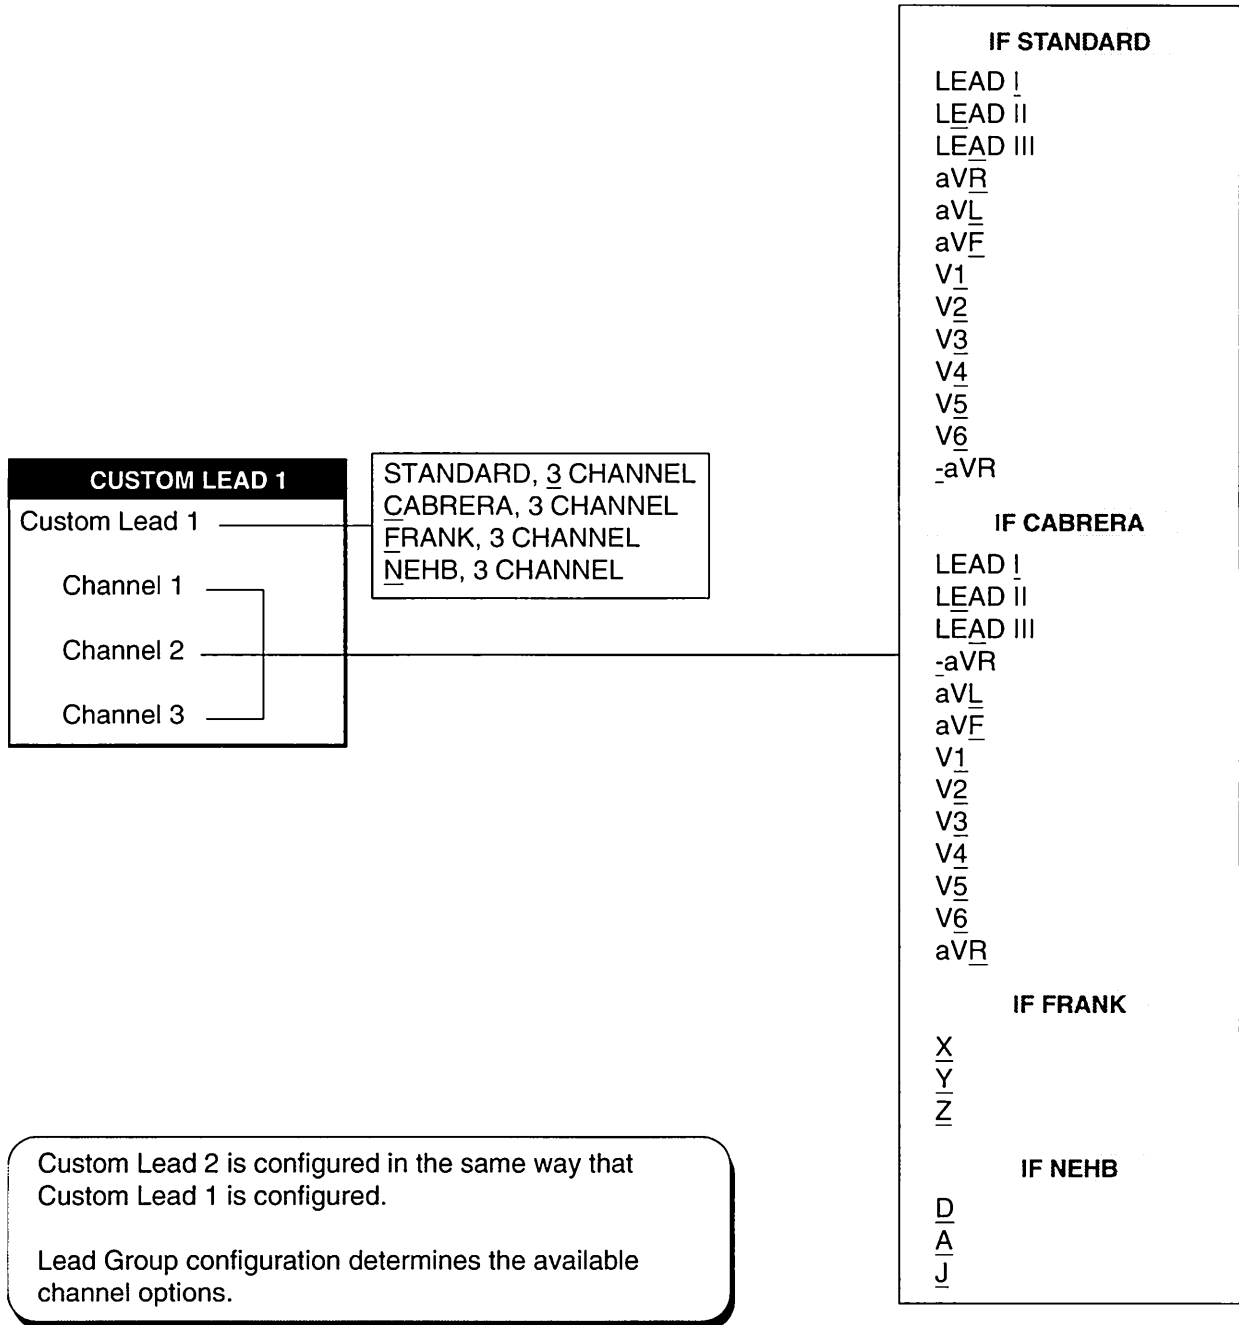 CUSTOM LEAD 1
Custom Lead 1
Channel 1
Channel 2
Channel 3
STANDARD, 3 CHANNEL
CABRERA, 3 CHANNEL
FRANK, 3 CHANNEL
NEHB, 3 CHANNEL
IF STANDARD
LEAD I
LEAD II
LEAD III
aVR
aVL
aVF
V1
V2
V3
V4
V5
V6
-aVR
IF CABRERA
LEAD I
LEAD II
LEAD III
-aVR
aVL
aVF
V1
V2
V3
V4
V5
V6
aVR
IF FRANK
X
Y
Z
IF NEHB
D
A
J
Custom Lead 2 is configured in the same way that
Custom Lead 1 is configured.
Lead Group configuration determines the available
channel options.